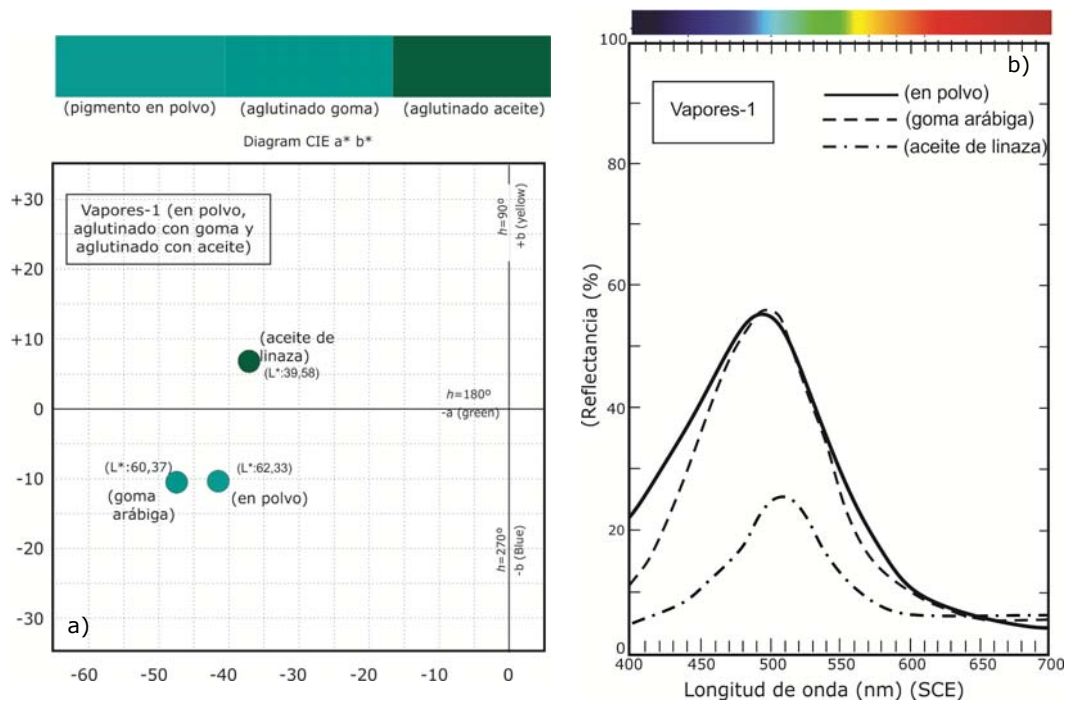 (pigmento en polvo)
(aglutinado goma)
(aglutinado aceite)
Diagram CIE a* b*
+30
+20
+10
0
-10
-20
-30
Vapores-1 (en polvo,
aglutinado con goma y
aglutinado con aceite)
h=90º
+b (yellow)
(aceite de
linaza)
(L*:39,58)
h=180º
-a (green)
(L*:60,37)
(goma
arábiga)
(L*:62,33)
(en polvo)
h=270º
-b (Blue)
a)
-60
-50
-40
-30
-20
-10
0
b)
100
80
60
40
20
0
(Reflectancia (%)
Vapores-1
(en polvo)
(goma arábiga)
(aceite de linaza)
400
450
500
550
600
650
700
Longitud de onda (nm) (SCE)